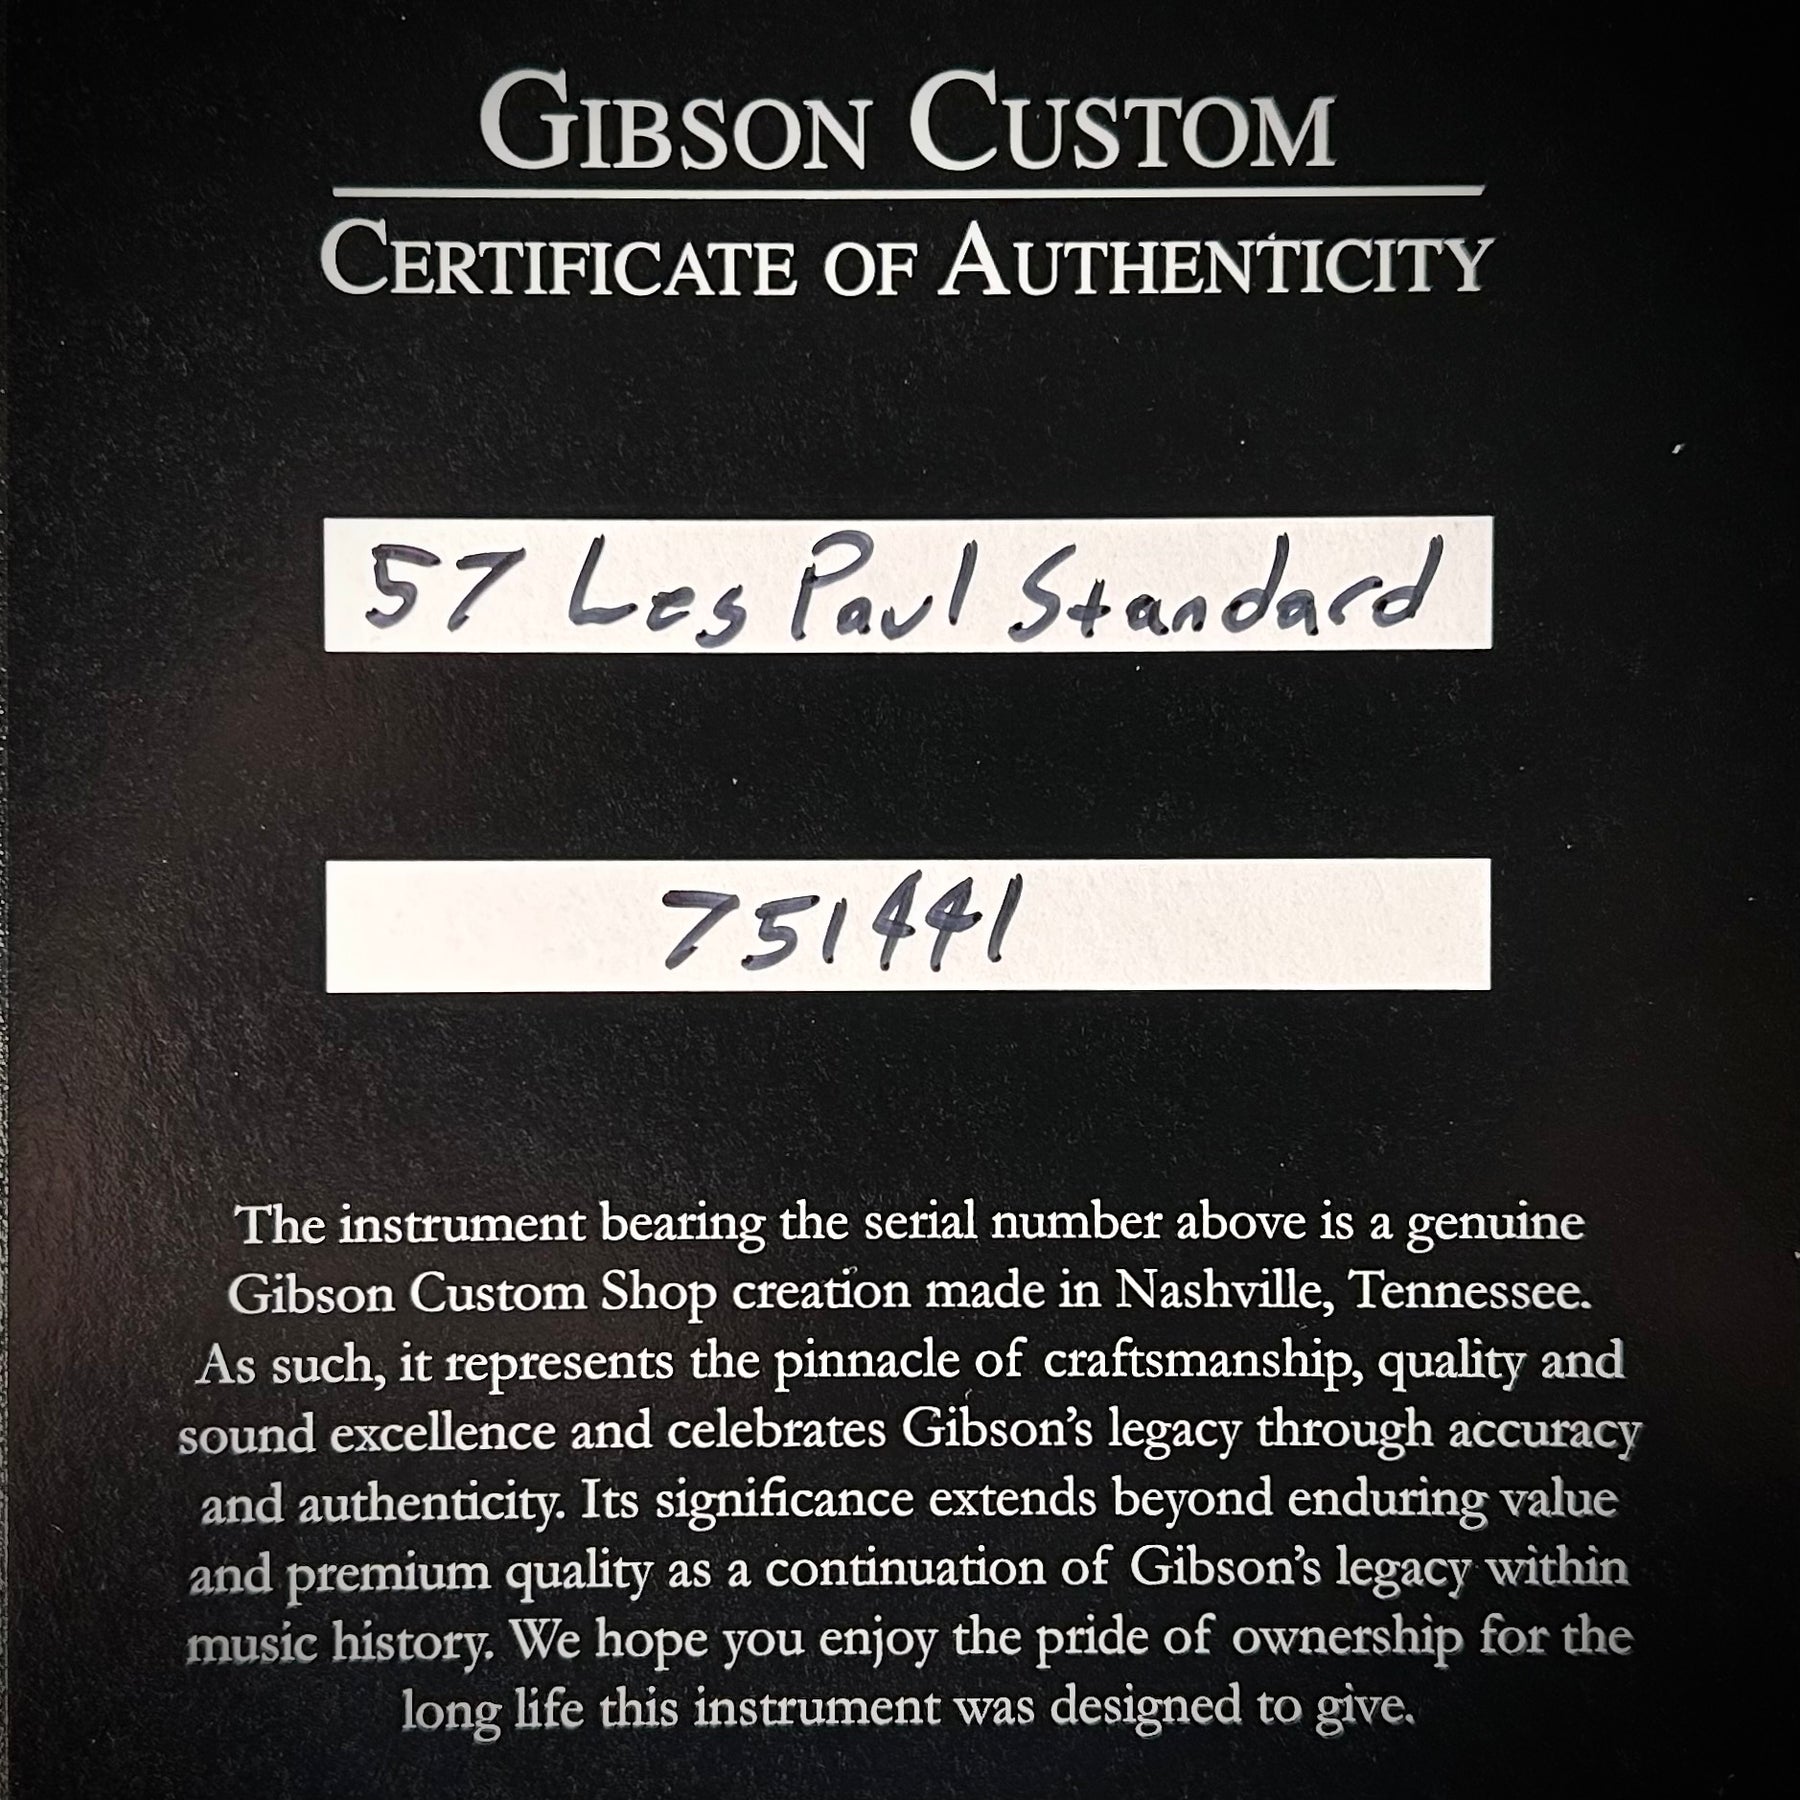 GIBSON CUSTOM
CERTIFICATE OF AUTHENTICITY
57 Les Paul Standard
751441
The instrument bearing the serial number above is a genuine
Gibson Custom Shop creation made in Nashville, Tennessee.
As such, it represents the pinnacle of craftsmanship, quality and
sound excellence and celebrates Gibson's legacy through accuracy
and authenticity. Its significance extends beyond enduring value
and premium quality as a continuation of Gibson's legacy within
music history. We hope you enjoy the pride of ownership for the
long life this instrument was designed to give.